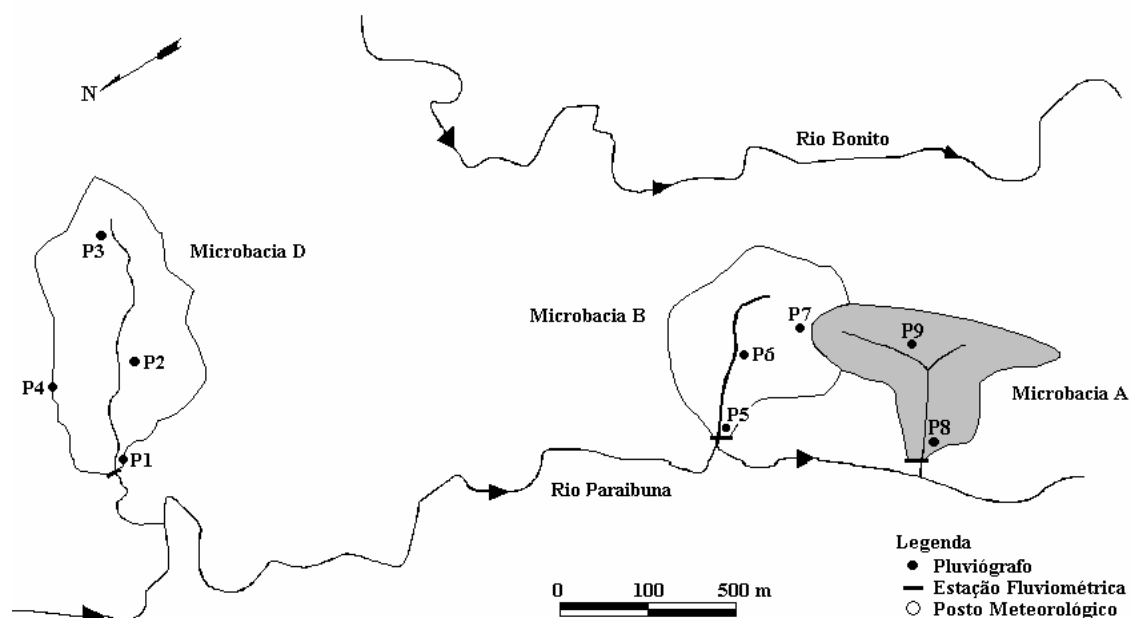 N
Rio Bonito
P3
Microbacia D
Microbacia B
P7
P9
P6
P2
P4
Microbacia A
P5
P8
P1
Rio Paraibuna
Legenda
Pluviógrafo
0 100 500 m
Estação Fluviométrica
Posto Meteorológico